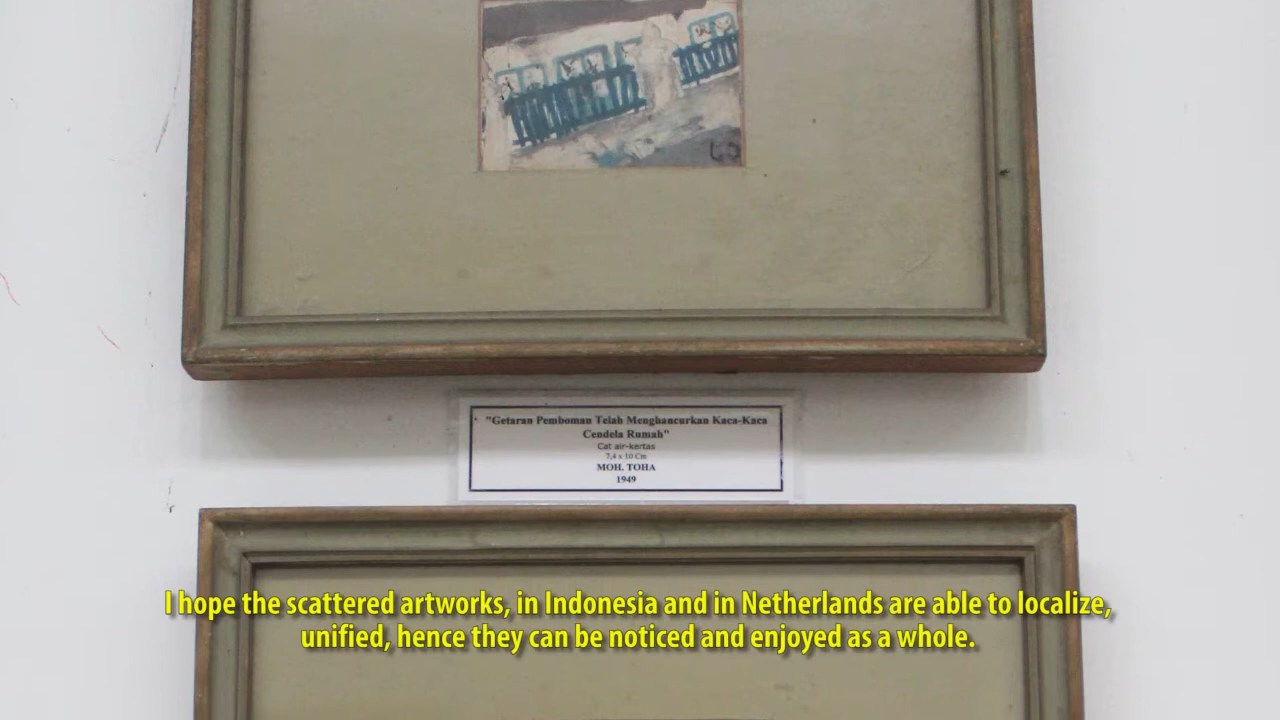 "Getaran Pemboman Telah Menghancurkan Kaca-Kaca
Cendela Rumah"
Cat air-kertas
7,4 x 10 Cm
MOH. TOHA
1949
I hope the scattered artworks, in Indonesia and in Netherlands are able to localize,
unified, hence they can be noticed and enjoyed as a whole.